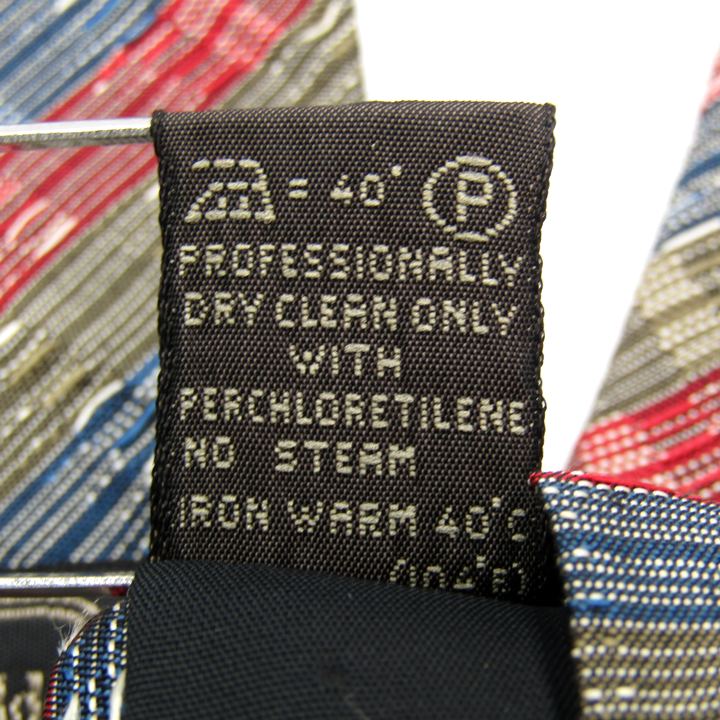 = 40° P
PROFESSIONALLY
DRY CLEAN ONLY
WITH
PERCHLORETILENE
NO STEAM
IRON WARM 40°C
(104°F)